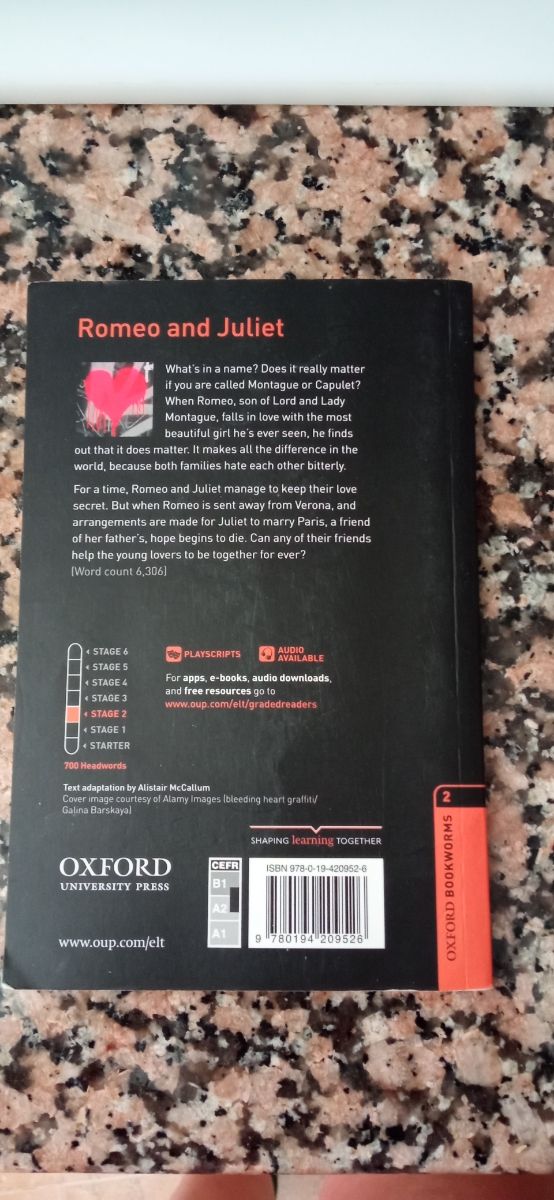 Romeo and Juliet
What's in a name? Does it really matter
if you are called Montague or Capulet?
When Romeo, son of Lord and Lady
Montague, falls in love with the most
beautiful girl he's ever seen, he finds
out that it does matter. It makes all the difference in the
world, because both families hate each other bitterly.
For a time, Romeo and Juliet manage to keep their love
secret. But when Romeo is sent away from Verona, and
arrangements are made for Juliet to marry Paris, a friend
of her father's, hope begins to die. Can any of their friends
help the young lovers to be together for ever?
[Word count 6,306]
STAGE 6
STAGE 5
STAGE 4
STAGE 3
STAGE 2
STAGE 1
STARTER
700 Headwords
PLAYSCRIPTS
AUDIO
AVAILABLE
For apps, e-books, audio downloads,
and free resources go to
www.oup.com/elt/gradedreaders
Text adaptation by Alistair McCallum
Cover image courtesy of Alamy Images (bleeding heart graffiti/
Galina Barskaya)
SHAPING learning TOGETHER
OXFORD
UNIVERSITY PRESS
www.oup.com/elt
CEFR
B1
A2
A1
ISBN 978-0-19-420952-6
9 780194 209526
2
OXFORD BOOKWORMS